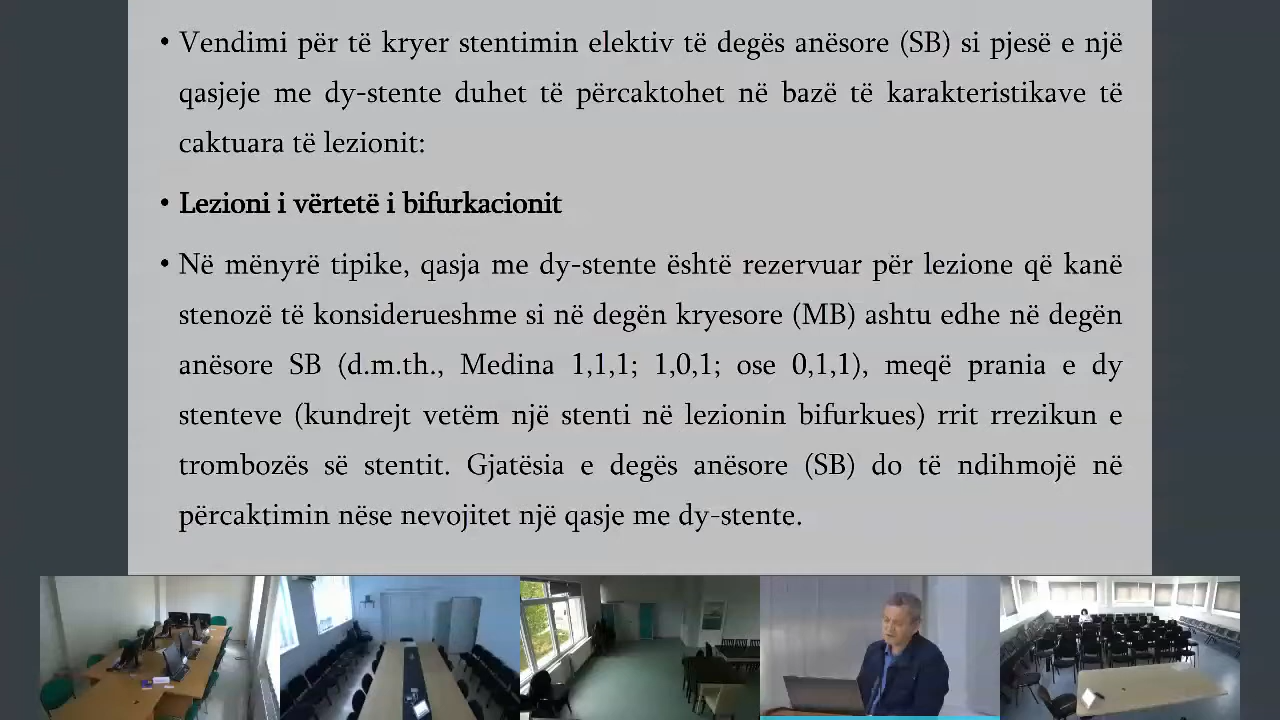 • Vendimi për të kryer stentimin elektiv të degës anësore (SB) si pjesë e një
qasjeje me dy-stente duhet të përcaktohet në bazë të karakteristikave të
caktuara të lezionit:
• Lezioni i vërtetë i bifurkacionit
• Në mënyrë tipike, qasja me dy-stente është rezervuar për lezione që kanë
stenozë të konsiderueshme si në degën kryesore (MB) ashtu edhe në degën
anësore SB (d.m.th., Medina 1,1,1; 1,0,1; ose 0,1,1), meqë prania e dy
stenteve (kundrejt vetëm një stenti në lezionin bifurkues) rrit rrezikun e
trombozës së stentit. Gjatësia e degës anësore (SB) do të ndihmojë në
përcaktimin nëse nevojitet një qasje me dy-stente.